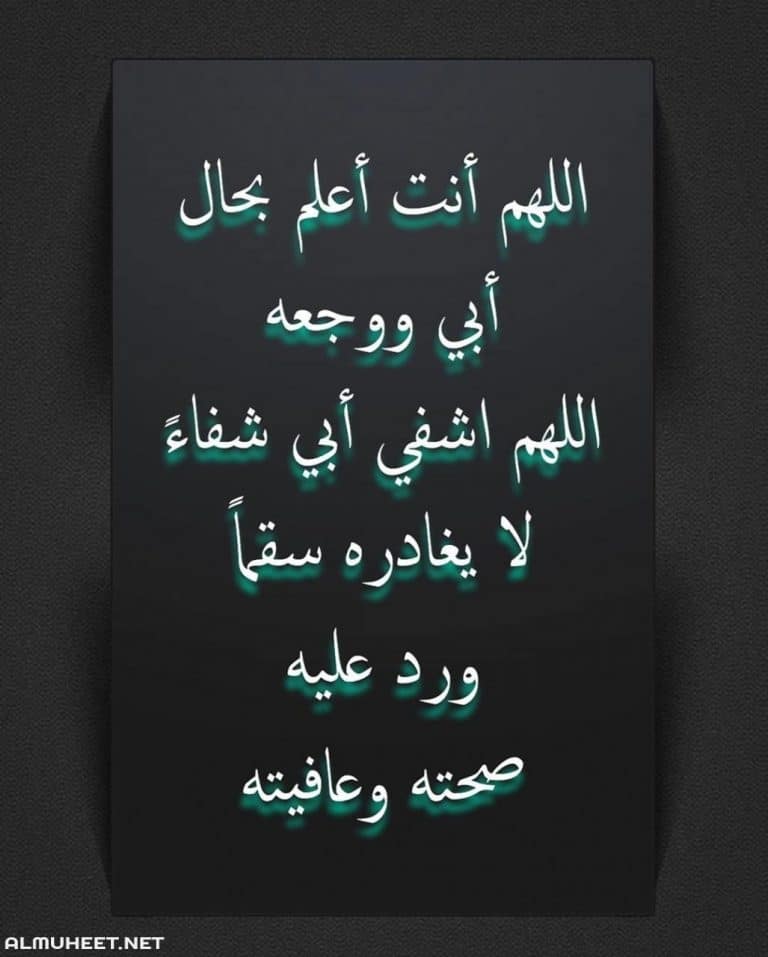 اللهم أنت أعلم بحال
أبي ووجعه
اللهم اشفي أبي شفاءً
لا يغادره سقماً
ورد عليه
صحته وعافيته
ALMUHEET.NET